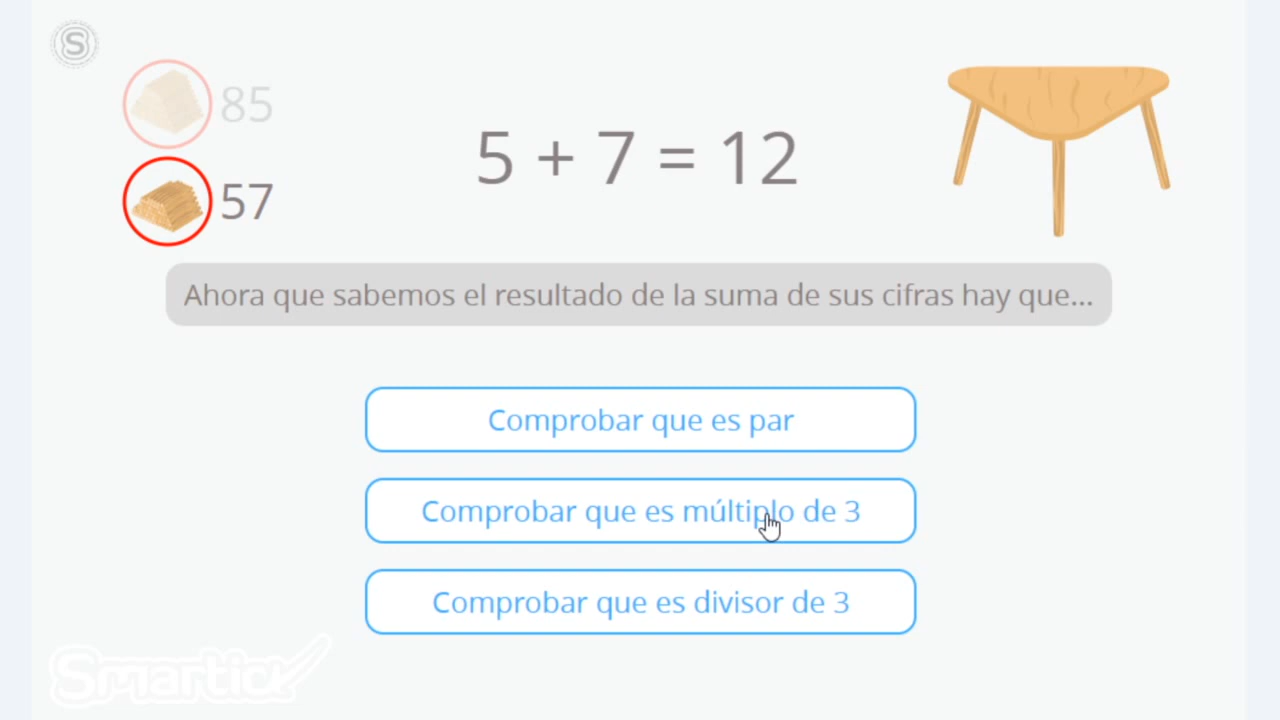 S
85
5 + 7 = 12
57
Ahora que sabemos el resultado de la suma de sus cifras hay que...
Comprobar que es par
Comprobar que es múltiplo de 3
Comprobar que es divisor de 3
Smartick